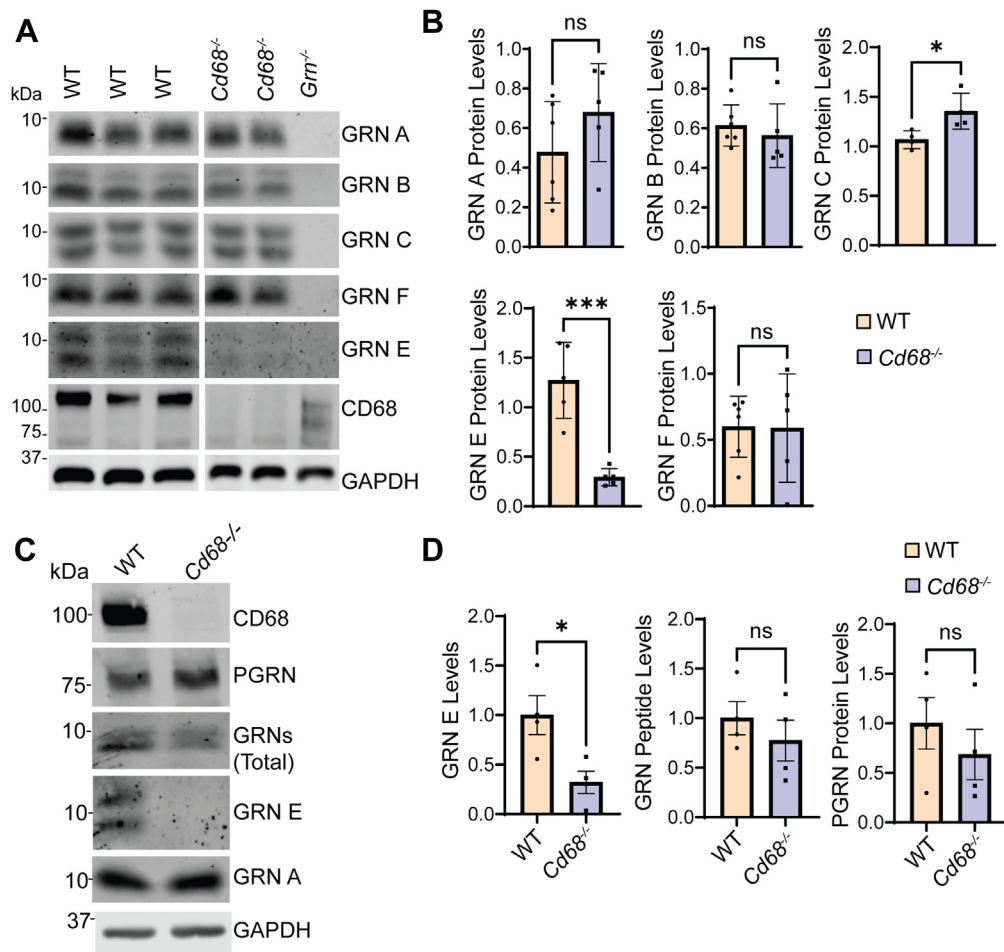 A
WT
WT
WT
Cd68-/-
Cd68-/-
Grn-/-
kDa
10-
GRN A
10-
GRN B
10-
GRN C
10-
GRN F
10-
GRN E
100-
75-
CD68
37-
GAPDH
B
ns
GRN A Protein Levels
1.0
0.8
0.6
0.4
0.2
0.0
ns
GRN B Protein Levels
1.0
0.8
0.6
0.4
0.2
0.0
*
GRN C Protein Levels
2.0
1.5
1.0
0.5
0.0
***
GRN E Protein Levels
2.0
1.5
1.0
0.5
0.0
ns
GRN F Protein Levels
1.5
1.0
0.5
0.0
WT
Cd68-/-
C
kDa
WT
Cd68-/-
100-
CD68
75-
PGRN
10-
GRNs
(Total)
10-
GRN E
10-
GRN A
37-
GAPDH
D
WT
Cd68-/-
*
GRN E Levels
2.0
1.5
1.0
0.5
0.0
WT
Cd68-/-
ns
GRN Peptide Levels
2.0
1.5
1.0
0.5
0.0
WT
Cd68-/-
ns
PGRN Protein Levels
2.0
1.5
1.0
0.5
0.0
WT
Cd68-/-